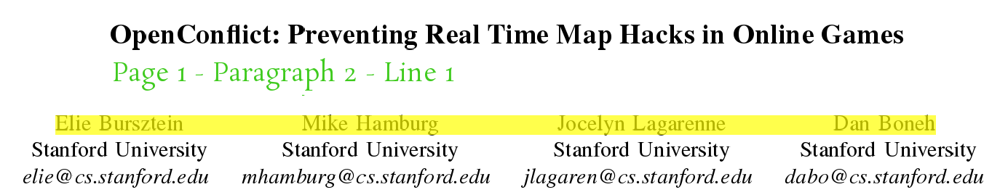 OpenConflict: Preventing Real Time Map Hacks in Online Games
Page 1 - Paragraph 2 - Line 1
Elie Bursztein Mike Hamburg Jocelyn Lagarenne Dan Boneh
Stanford University Stanford University Stanford University Stanford University
elie@cs.stanford.edu mhamburg@cs.stanford.edu jlagaren@cs.stanford.edu dabo@cs.stanford.edu